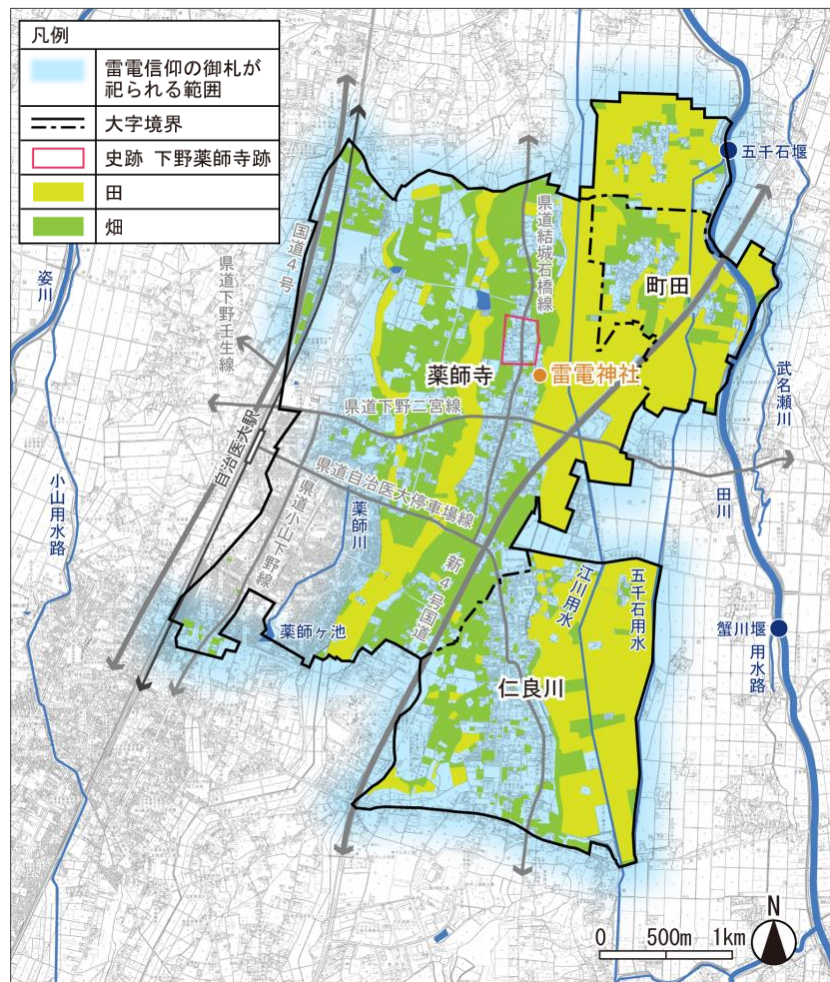 凡例
雷電信仰の御札が
祀られる範囲
大字境界
史跡 下野薬師寺跡
田
畑
五千石堰
国道4号
県道結城石橋線
姿川
県道下野壬生線
町田
薬師寺
雷電神社
武名瀬川
県道下野二宮線
自治医大駅
県道自治医大停車場線
小山用水路
県道小山下野線
薬師川
田川
新4号国道
江川用水
五千石用水
薬師ヶ池
蟹川堰
用水路
仁良川
N
0 500m 1km